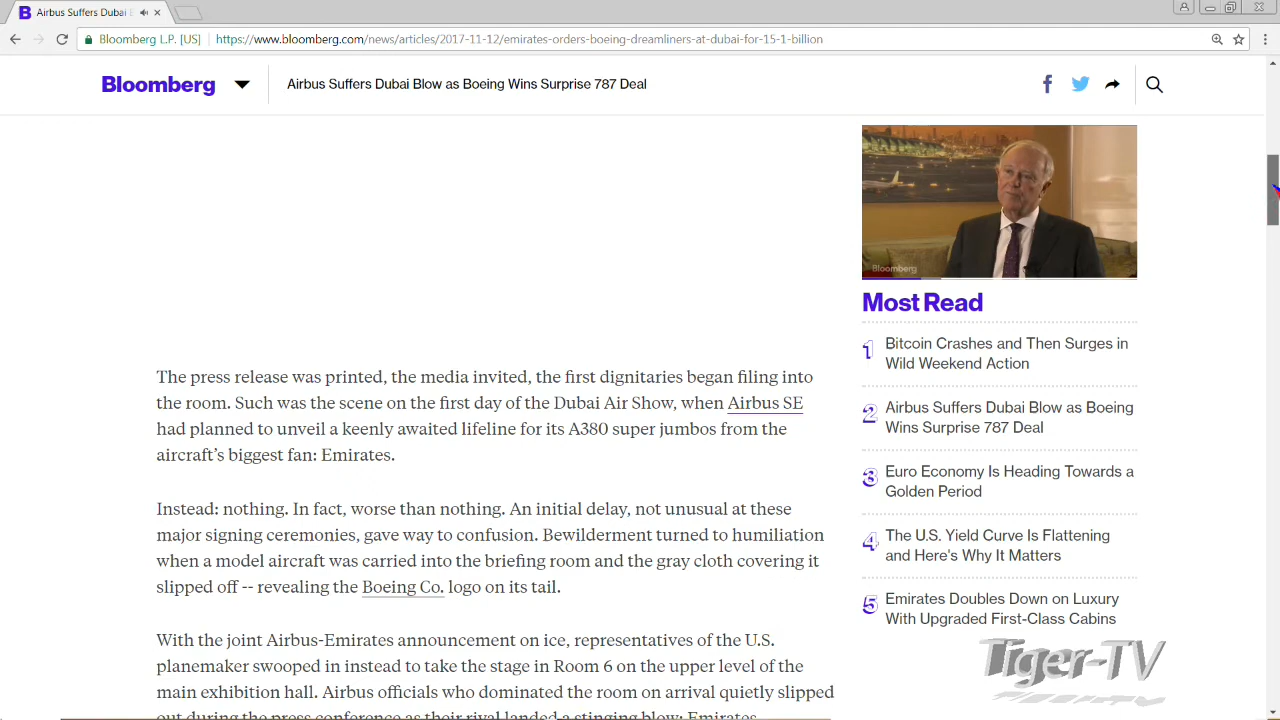 Airbus Suffers Dubai E
Bloomberg L.P. [US] https://www.bloomberg.com/news/articles/2017-11-12/emirates-orders-boeing-dreamliners-at-dubai-for-15-1-billion
Bloomberg
Airbus Suffers Dubai Blow as Boeing Wins Surprise 787 Deal
The press release was printed, the media invited, the first dignitaries began filing into
the room. Such was the scene on the first day of the Dubai Air Show, when Airbus SE
had planned to unveil a keenly awaited lifeline for its A380 super jumbos from the
aircraft's biggest fan: Emirates.
Instead: nothing. In fact, worse than nothing. An initial delay, not unusual at these
major signing ceremonies, gave way to confusion. Bewilderment turned to humiliation
when a model aircraft was carried into the briefing room and the gray cloth covering it
slipped off -- revealing the Boeing Co. logo on its tail.
With the joint Airbus-Emirates announcement on ice, representatives of the U.S.
planemaker swooped in instead to take the stage in Room 6 on the upper level of the
main exhibition hall. Airbus officials who dominated the room on arrival quietly slipped
out during the press conference as their rival landed a stinging blow: Emirates
Bloomberg
Most Read
1 Bitcoin Crashes and Then Surges in
Wild Weekend Action
2 Airbus Suffers Dubai Blow as Boeing
Wins Surprise 787 Deal
3 Euro Economy Is Heading Towards a
Golden Period
4 The U.S. Yield Curve Is Flattening
and Here's Why It Matters
5 Emirates Doubles Down on Luxury
With Upgraded First-Class Cabins
Tiger-TV